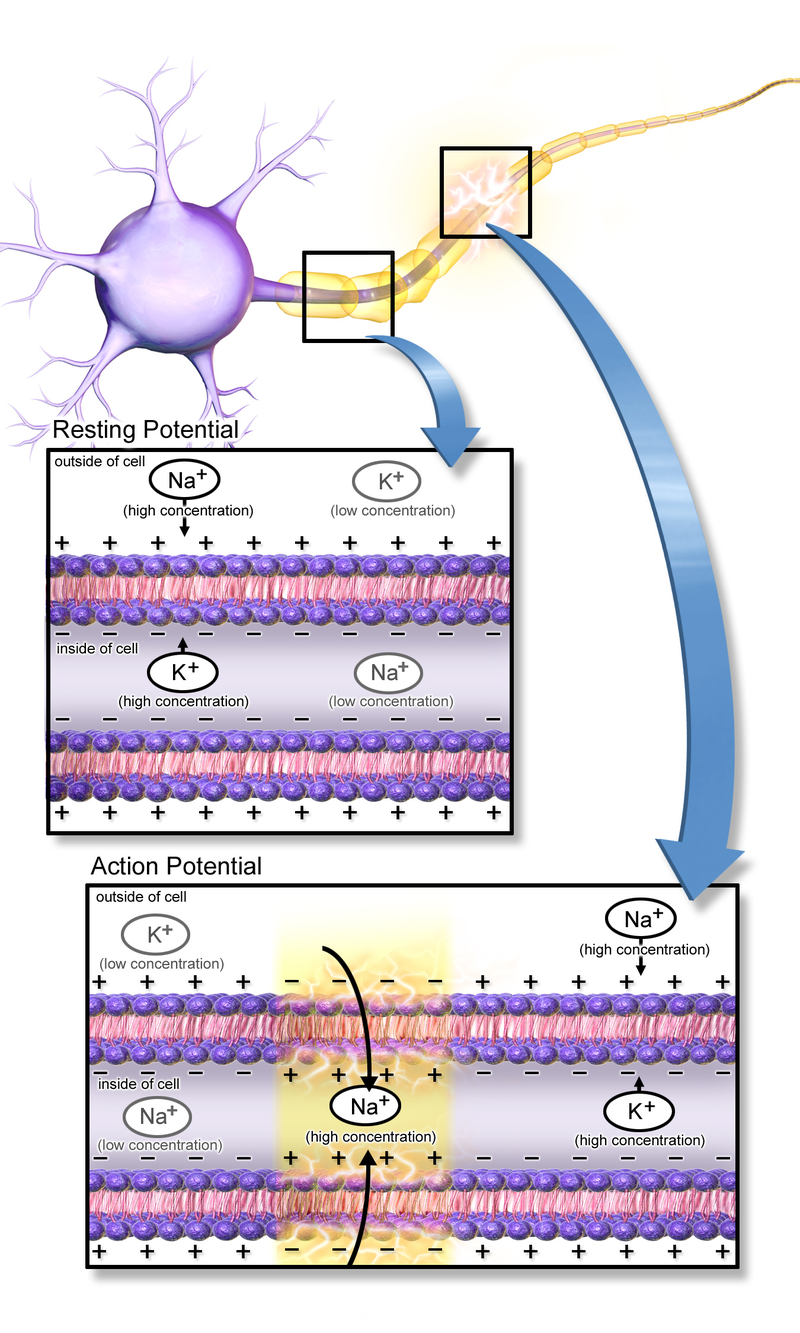 Resting Potential
outside of cell
Na+
K+
(high concentration)
(low concentration)
+ + + + + + + + + +
− − − − − − − − − −
inside of cell
K+
Na+
(high concentration)
(low concentration)
− − − − − − − − − −
+ + + + + + + + + +
Action Potential
outside of cell
K+
(low concentration)
Na+
(high concentration)
+ + + + − − − − + + + + + +
− − − − + + + + − − − − − −
inside of cell
Na+
(low concentration)
Na+
(high concentration)
K+
(high concentration)
− − − − + + + + − − − − − −
+ + + + − − − − + + + + + +